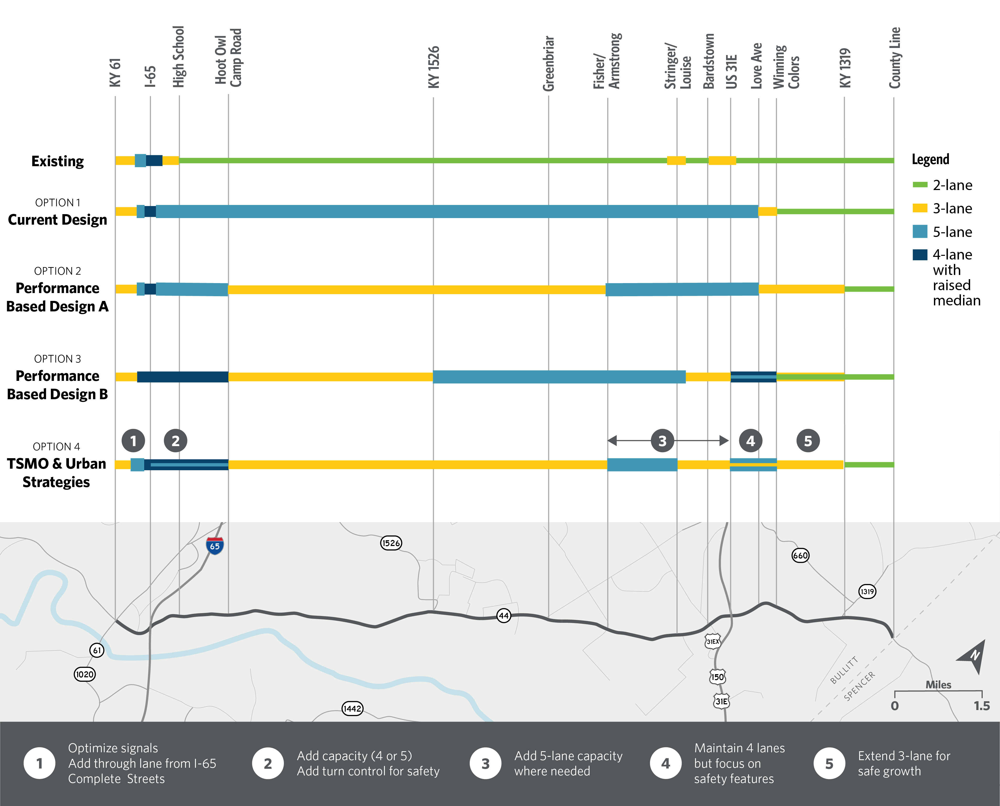 KY 61
I-65
High School
Hoot Owl
Camp Road
KY 1526
Greenbriar
Fisher/
Armstrong
Stringer/
Louise
Bardstown
US 31E
Love Ave
Winning
Colors
KY 1319
County Line
Existing
OPTION 1
Current Design
OPTION 2
Performance
Based Design A
OPTION 3
Performance
Based Design B
OPTION 4
TSMO & Urban
Strategies
Legend
2-lane
3-lane
5-lane
4-lane
with
raised
median
1
2
3
4
5
65
1526
660
1319
44
61
1020
31EX
150
31E
1442
BULLITT
SPENCER
N
Miles
0
1.5
1
Optimize signals
Add through lane from I-65
Complete Streets
2
Add capacity (4 or 5)
Add turn control for safety
3
Add 5-lane capacity
where needed
4
Maintain 4 lanes
but focus on
safety features
5
Extend 3-lane for
safe growth